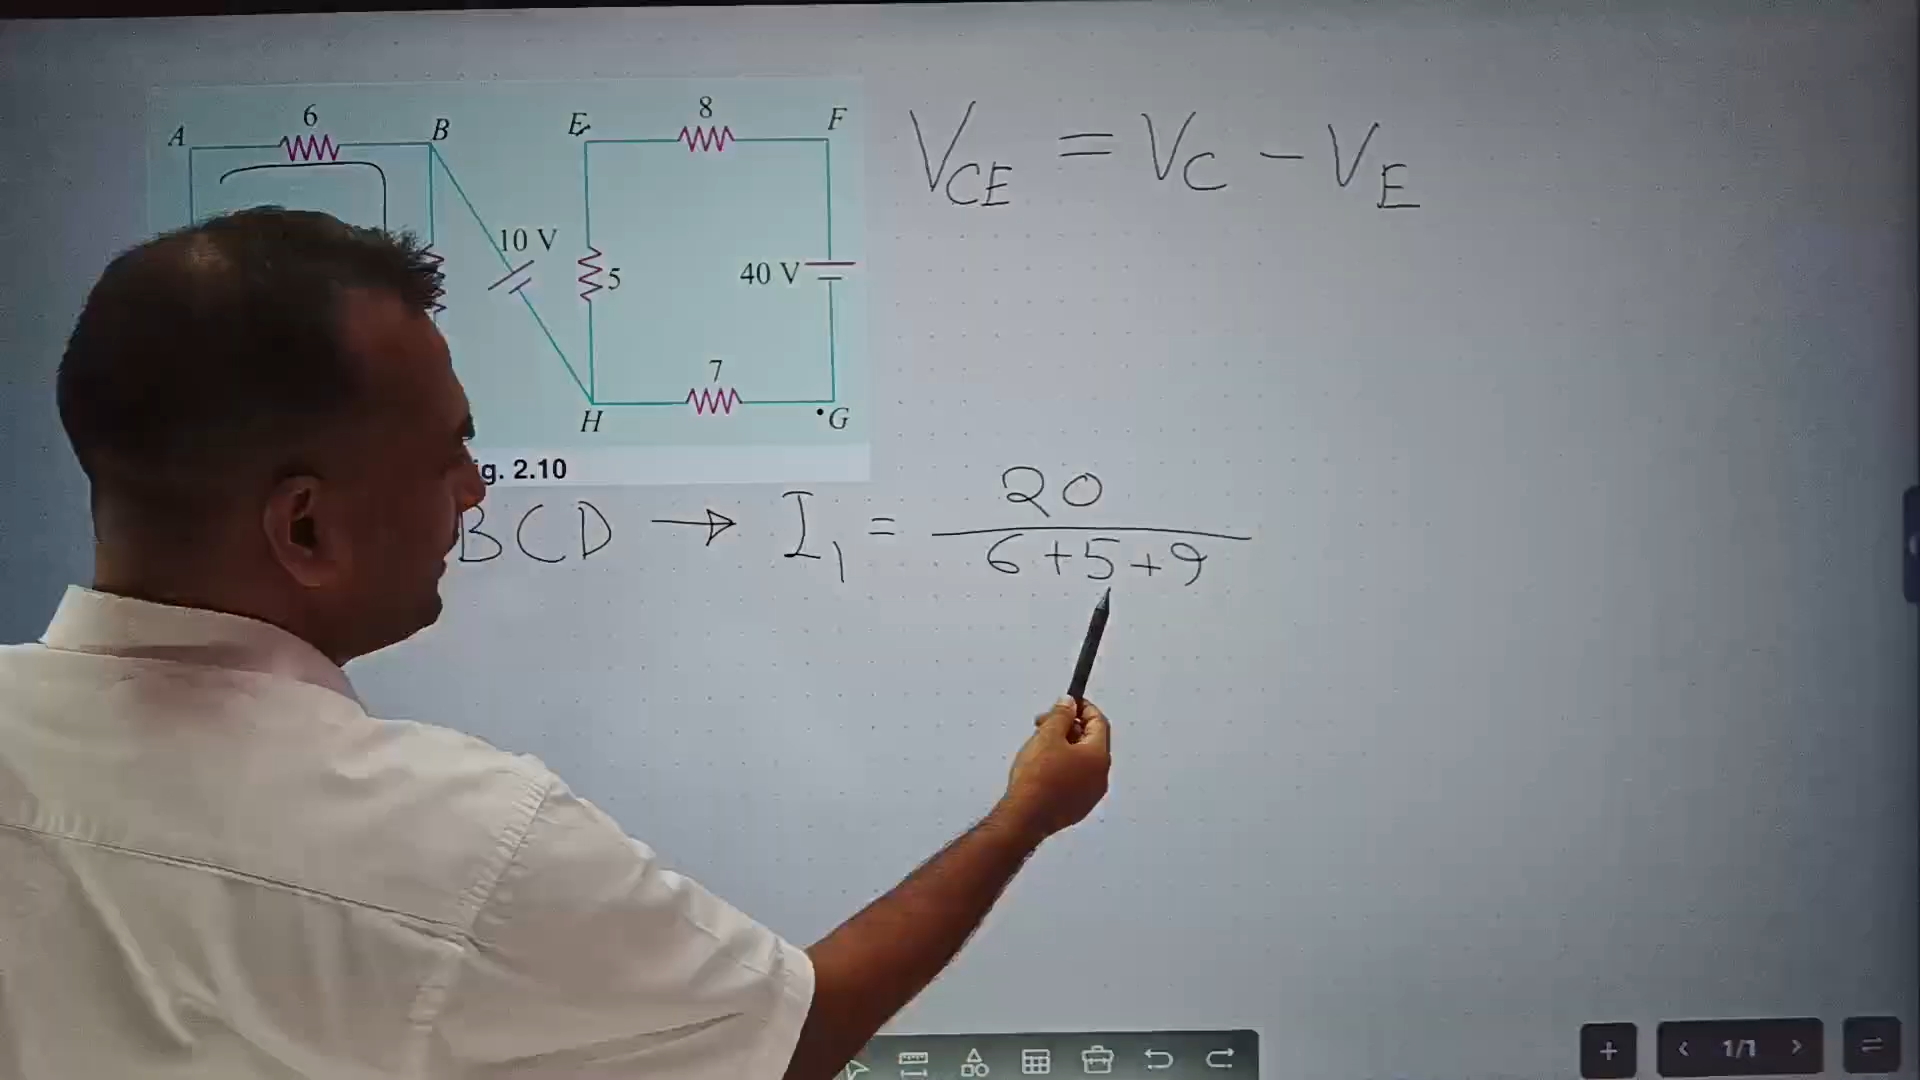 6
A
B
E
8
F
10 V
5
40 V
7
H
G
V_CE = V_C - V_E
g. 2.10
BCD → I_1 = 20
6+5+9
1/1